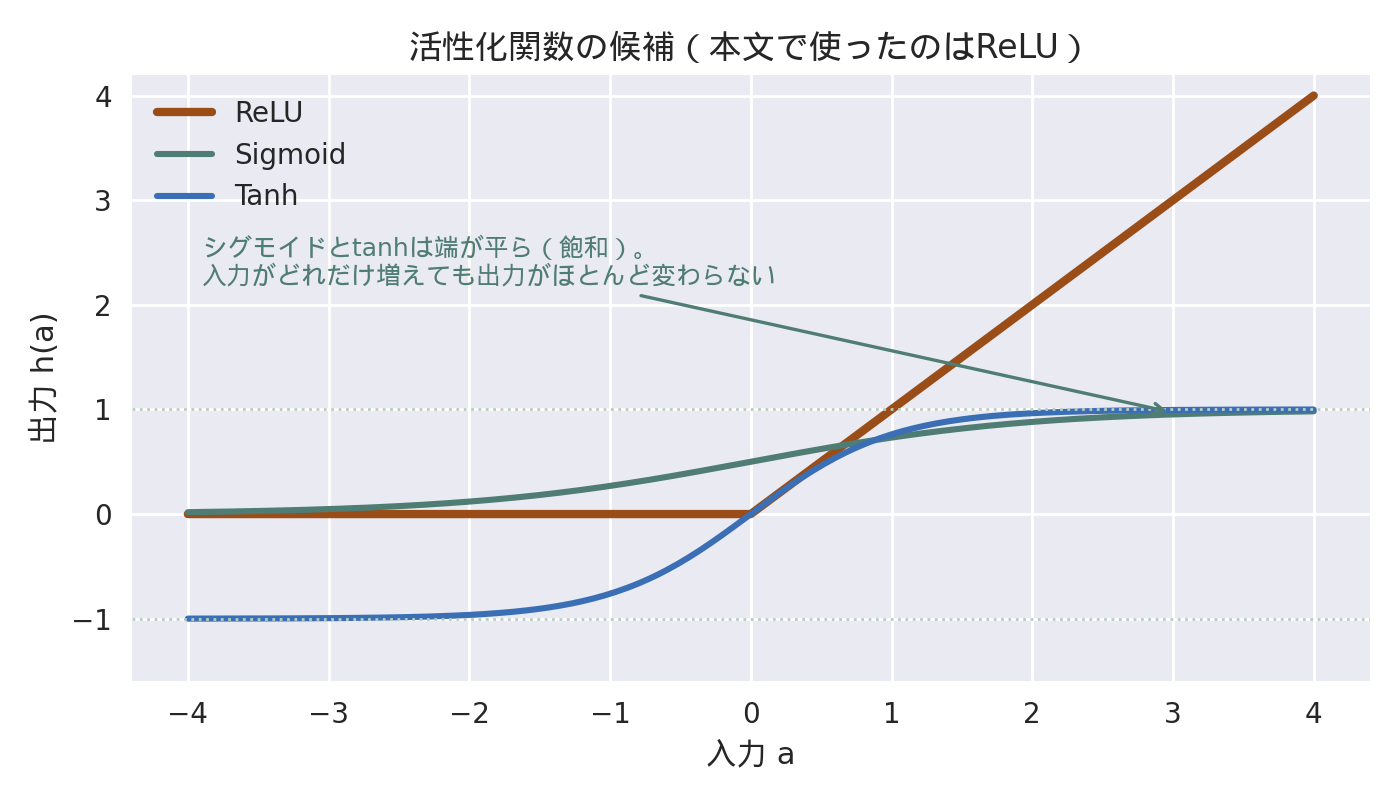 活性化関数の候補（本文で使ったのはReLU）
ReLU
Sigmoid
Tanh
シグモイドとtanhは端が平ら（飽和）。
入力がどれだけ増えても出力がほとんど変わらない
出力 h(a)
4
3
2
1
0
−1
−4 −3 −2 −1 0 1 2 3 4
入力 a